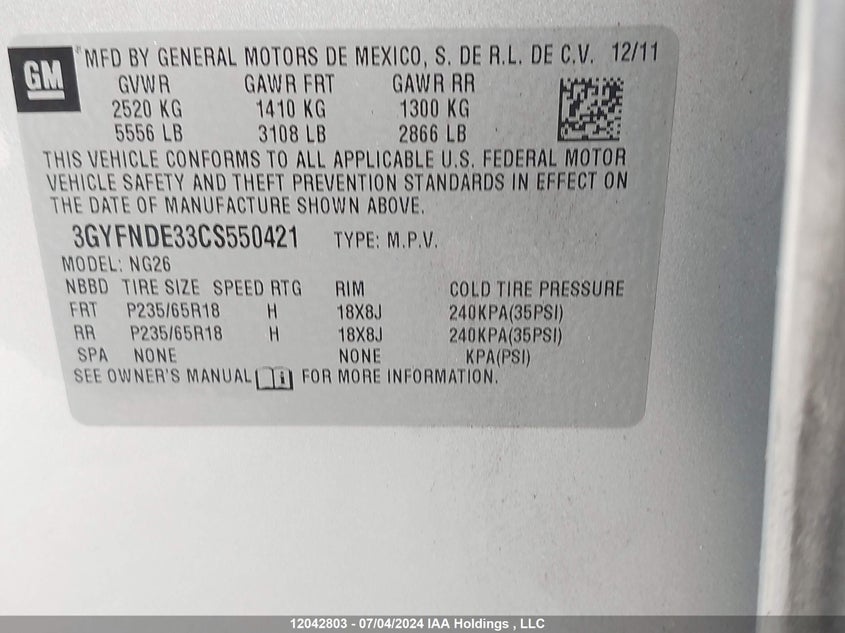 GM
® MFD BY GENERAL MOTORS DE MEXICO, S. DE R.L. DE C.V. 12/11
GVWR GAWR FRT GAWR RR
2520 KG 1410 KG 1300 KG
5556 LB 3108 LB 2866 LB
THIS VEHICLE CONFORMS TO ALL APPLICABLE U.S. FEDERAL MOTOR
VEHICLE SAFETY AND THEFT PREVENTION STANDARDS IN EFFECT ON
THE DATE OF MANUFACTURE SHOWN ABOVE.
3GYFNDE33CS550421 TYPE: M.P.V.
MODEL: NG26
NBBD TIRE SIZE SPEED RTG RIM COLD TIRE PRESSURE
FRT P235/65R18 H 18X8J 240KPA(35PSI)
RR P235/65R18 H 18X8J 240KPA(35PSI)
SPA NONE NONE KPA(PSI)
SEE OWNER'S MANUAL FOR MORE INFORMATION.
12042803 - 07/04/2024 IAA Holdings , LLC